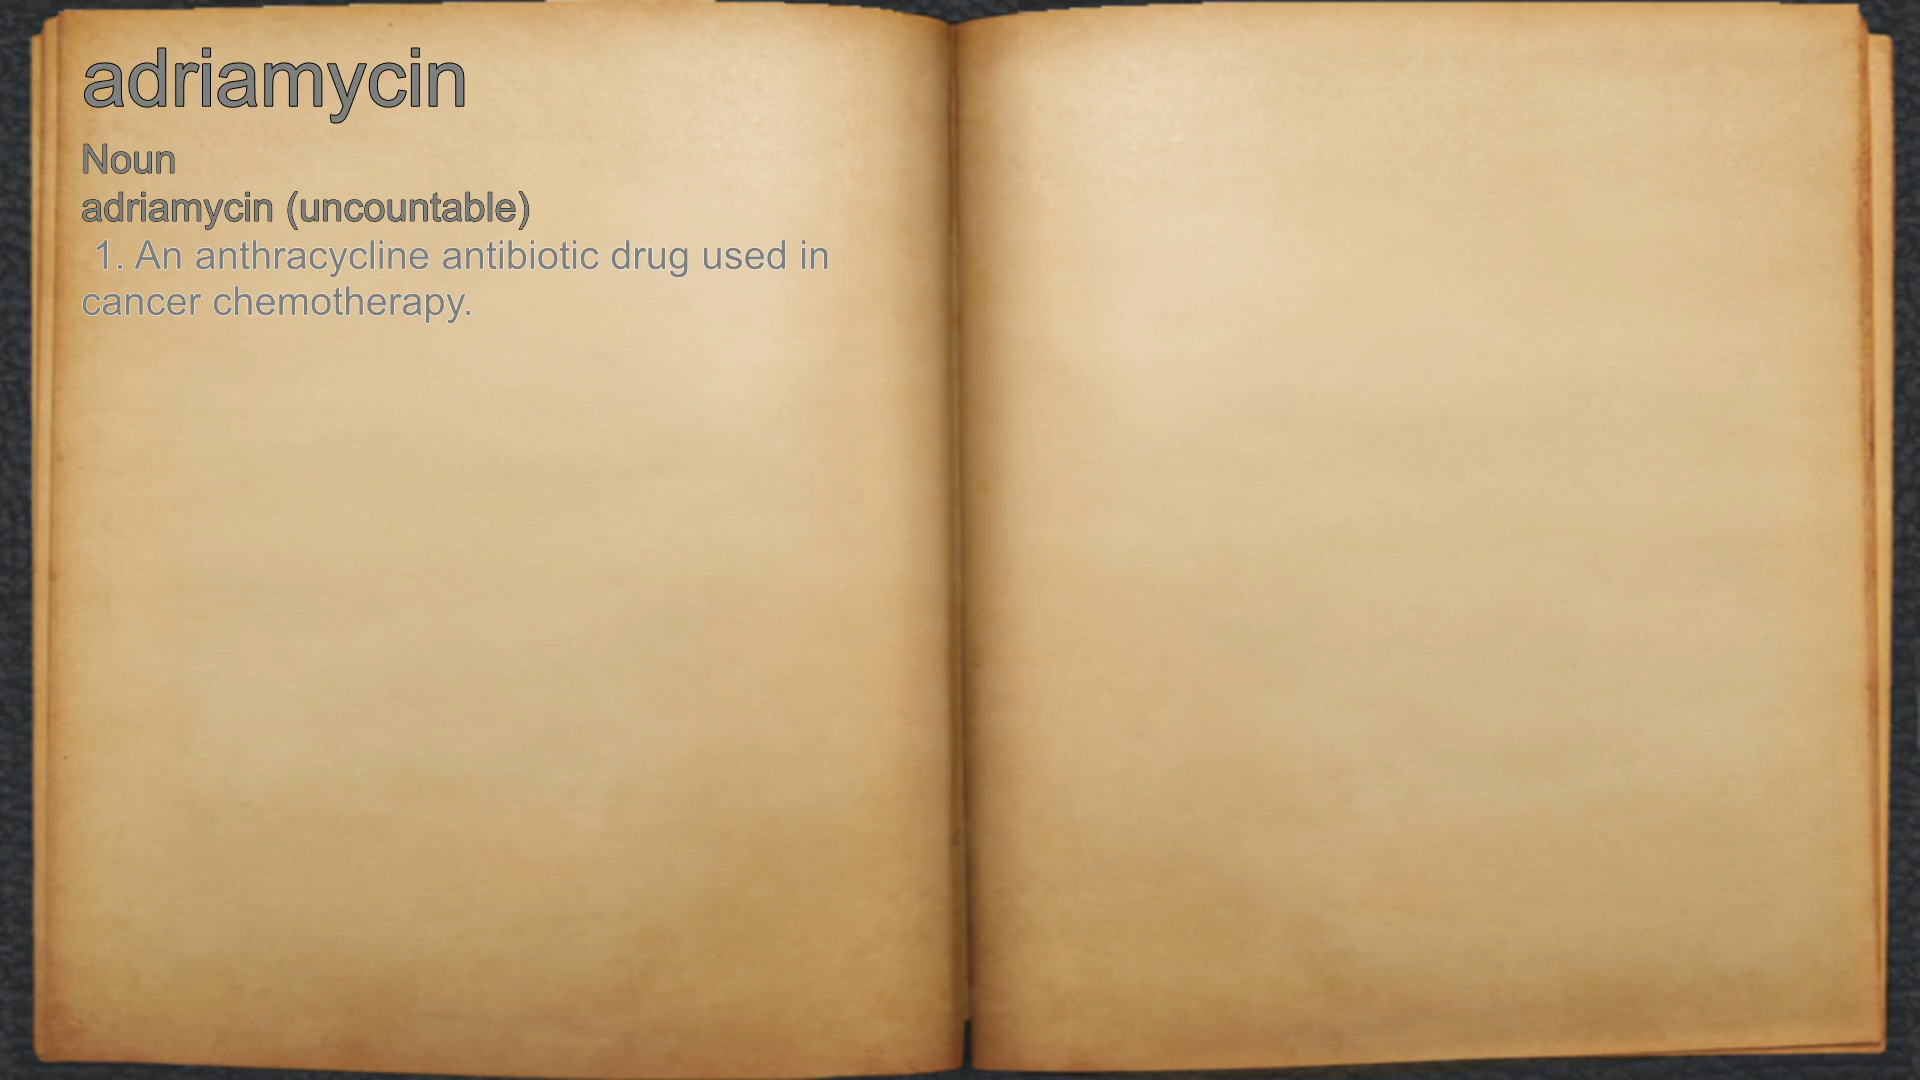 adriamycin
Noun
adriamycin (uncountable)
1. An anthracycline antibiotic drug used in
cancer chemotherapy.